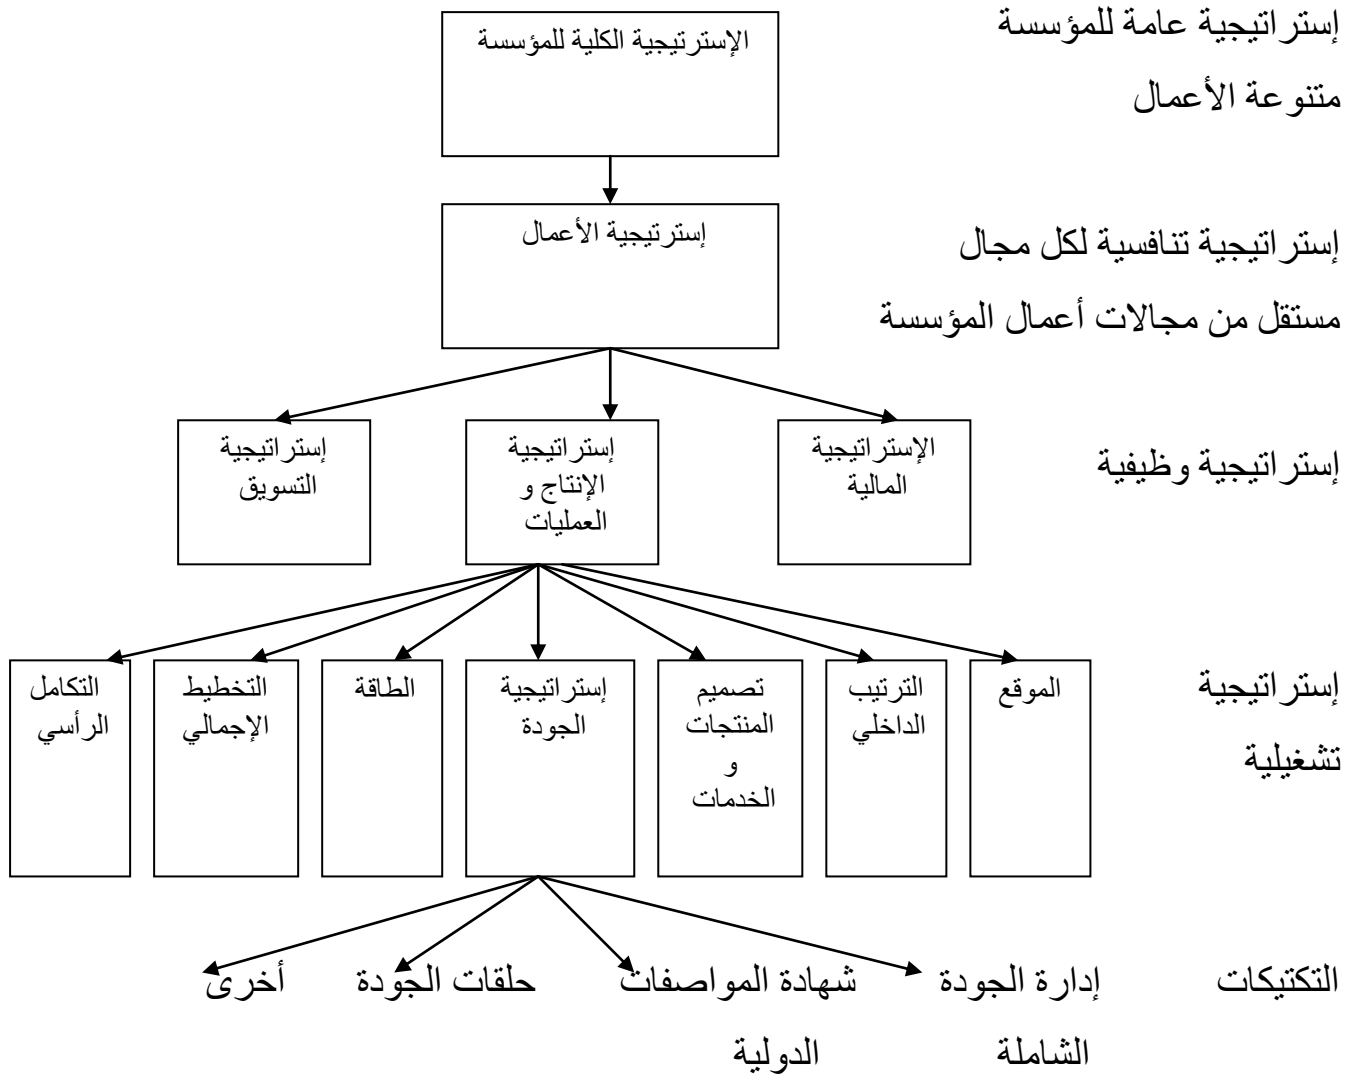 إستراتيجية عامة للمؤسسة
الإسترتيجية الكلية للمؤسسة
متنوعة الأعمال
إستراتيجية تنافسية لكل مجال
إسترتيجية الأعمال
مستقل من مجالات أعمال المؤسسة
إستراتيجية وظيفية
الإستراتيجية
المالية
إستراتيجية
الإنتاج و
العمليات
إستراتيجية
التسويق
إستراتيجية
تشغيلية
الموقع
الترتيب
الداخلي
تصميم
المنتجات
و
الخدمات
إستراتيجية
الجودة
الطاقة
التخطيط
الإجمالي
التكامل
الرأسي
التكتيكات
إدارة الجودة
الشاملة
شهادة المواصفات
الدولية
حلقات الجودة
أخرى